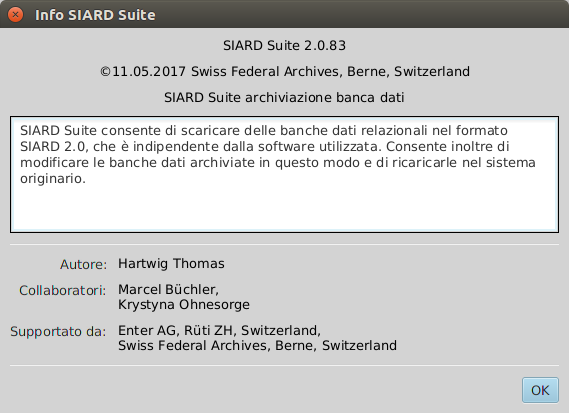 Info SIARD Suite
SIARD Suite 2.0.83
©11.05.2017 Swiss Federal Archives, Berne, Switzerland
SIARD Suite archiviazione banca dati
SIARD Suite consente di scaricare delle banche dati relazionali nel formato
SIARD 2.0, che è indipendente dalla software utilizzata. Consente inoltre di
modificare le banche dati archiviate in questo modo e di ricaricarle nel sistema
originario.
Autore: Hartwig Thomas
Collaboratori: Marcel Büchler,
Krystyna Ohnesorge
Supportato da: Enter AG, Rüti ZH, Switzerland,
Swiss Federal Archives, Berne, Switzerland
OK